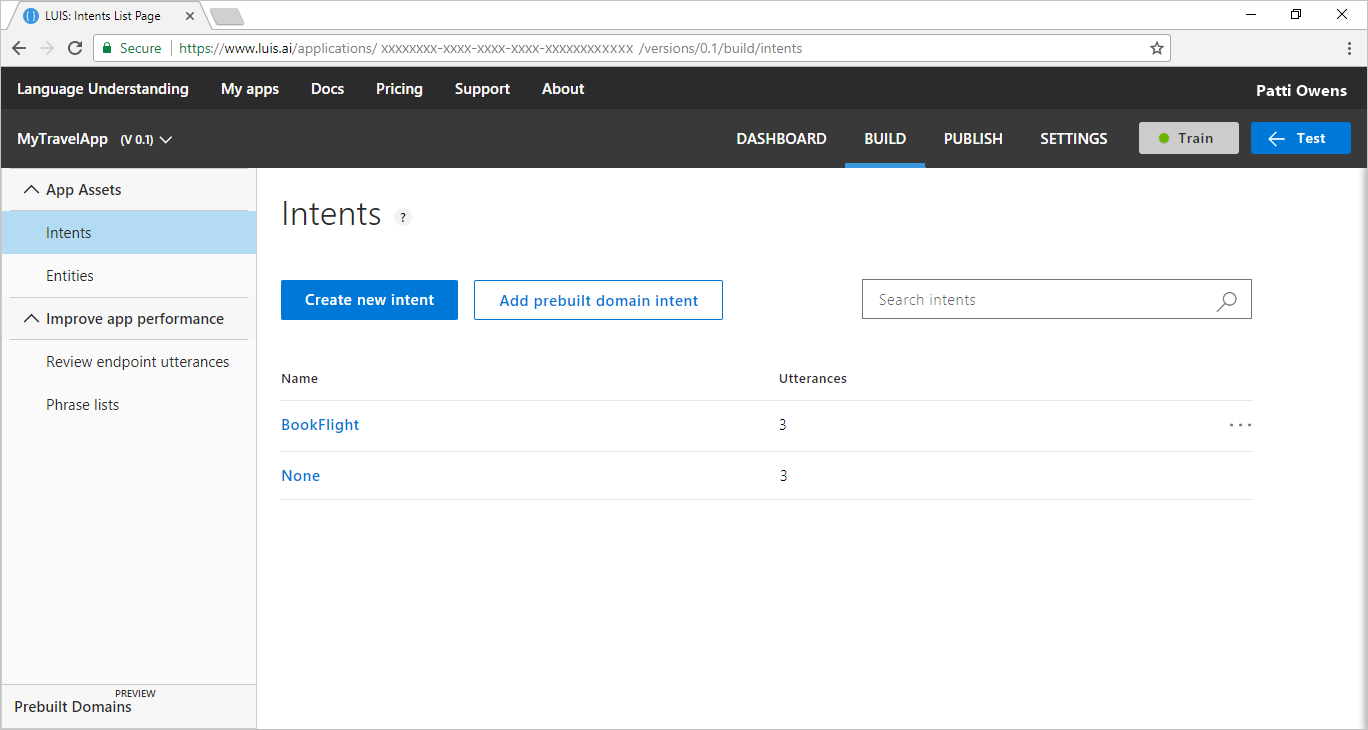 LUIS: Intents List Page
Secure https://www.luis.ai/applications/ xxxxxxxx-xxxx-xxxx-xxxx-xxxxxxxxxxxx /versions/0.1/build/intents
Language Understanding My apps Docs Pricing Support About Patti Owens
MyTravelApp (V 0.1) DASHBOARD BUILD PUBLISH SETTINGS Train Test
App Assets
Intents
Entities
Improve app performance
Review endpoint utterances
Phrase lists
PREVIEW
Prebuilt Domains
Intents ?
Create new intent Add prebuilt domain intent Search intents
Name Utterances
BookFlight 3 ...
None 3